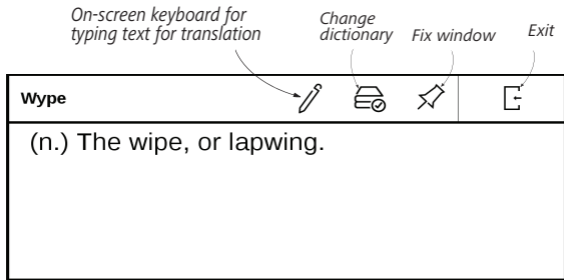 On-screen keyboard for
typing text for translation
Change
dictionary
Fix window
Exit
Wype
(n.) The wipe, or lapwing.